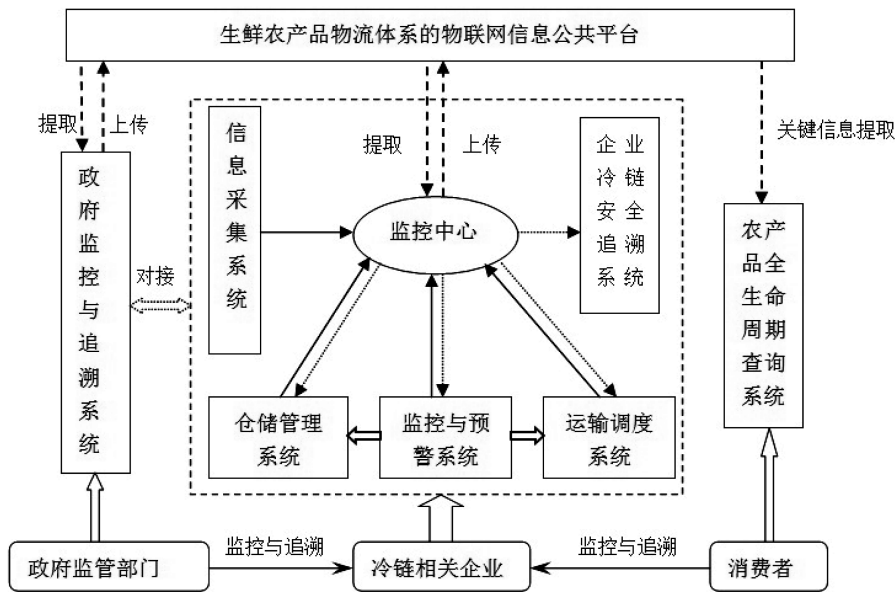 生鲜农产品物流体系的物联网信息公共平台
提取
上传
提取
上传
关键信息提取
政府监控与追溯系统
对接
信息采集系统
监控中心
企业
冷链
安全
追溯
系统
农产
品全
生命
周期
查询
系统
仓储管理
系统
监控与预
警系统
运输调度
系统
政府监管部门
监控与追溯
冷链相关企业
监控与追溯
消费者